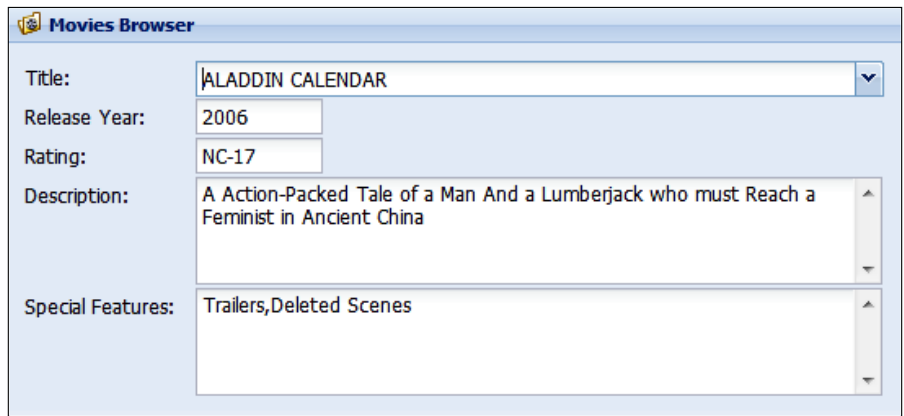 Movies Browser
Title: ALADDIN CALENDAR
Release Year: 2006
Rating: NC-17
Description: A Action-Packed Tale of a Man And a Lumberjack who must Reach a
Feminist in Ancient China
Special Features: Trailers,Deleted Scenes